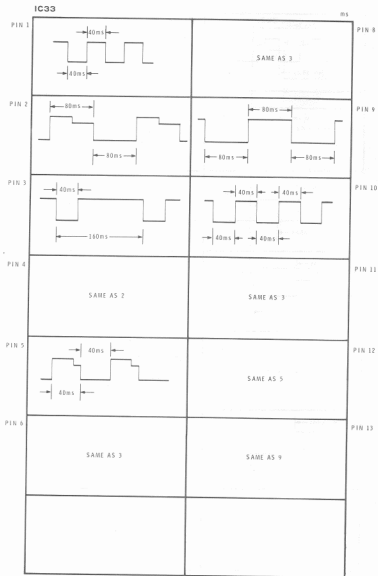 IC33
ms
PIN 1
40ms
40ms
PIN 8
SAME AS 3
PIN 2
80ms
80ms
PIN 9
80ms
80ms
80ms
PIN 3
40ms
160ms
PIN 10
40ms
40ms
40ms
40ms
PIN 4
SAME AS 2
PIN 11
SAME AS 3
PIN 5
40ms
40ms
PIN 12
SAME AS 5
PIN 6
SAME AS 3
PIN 13
SAME AS 9